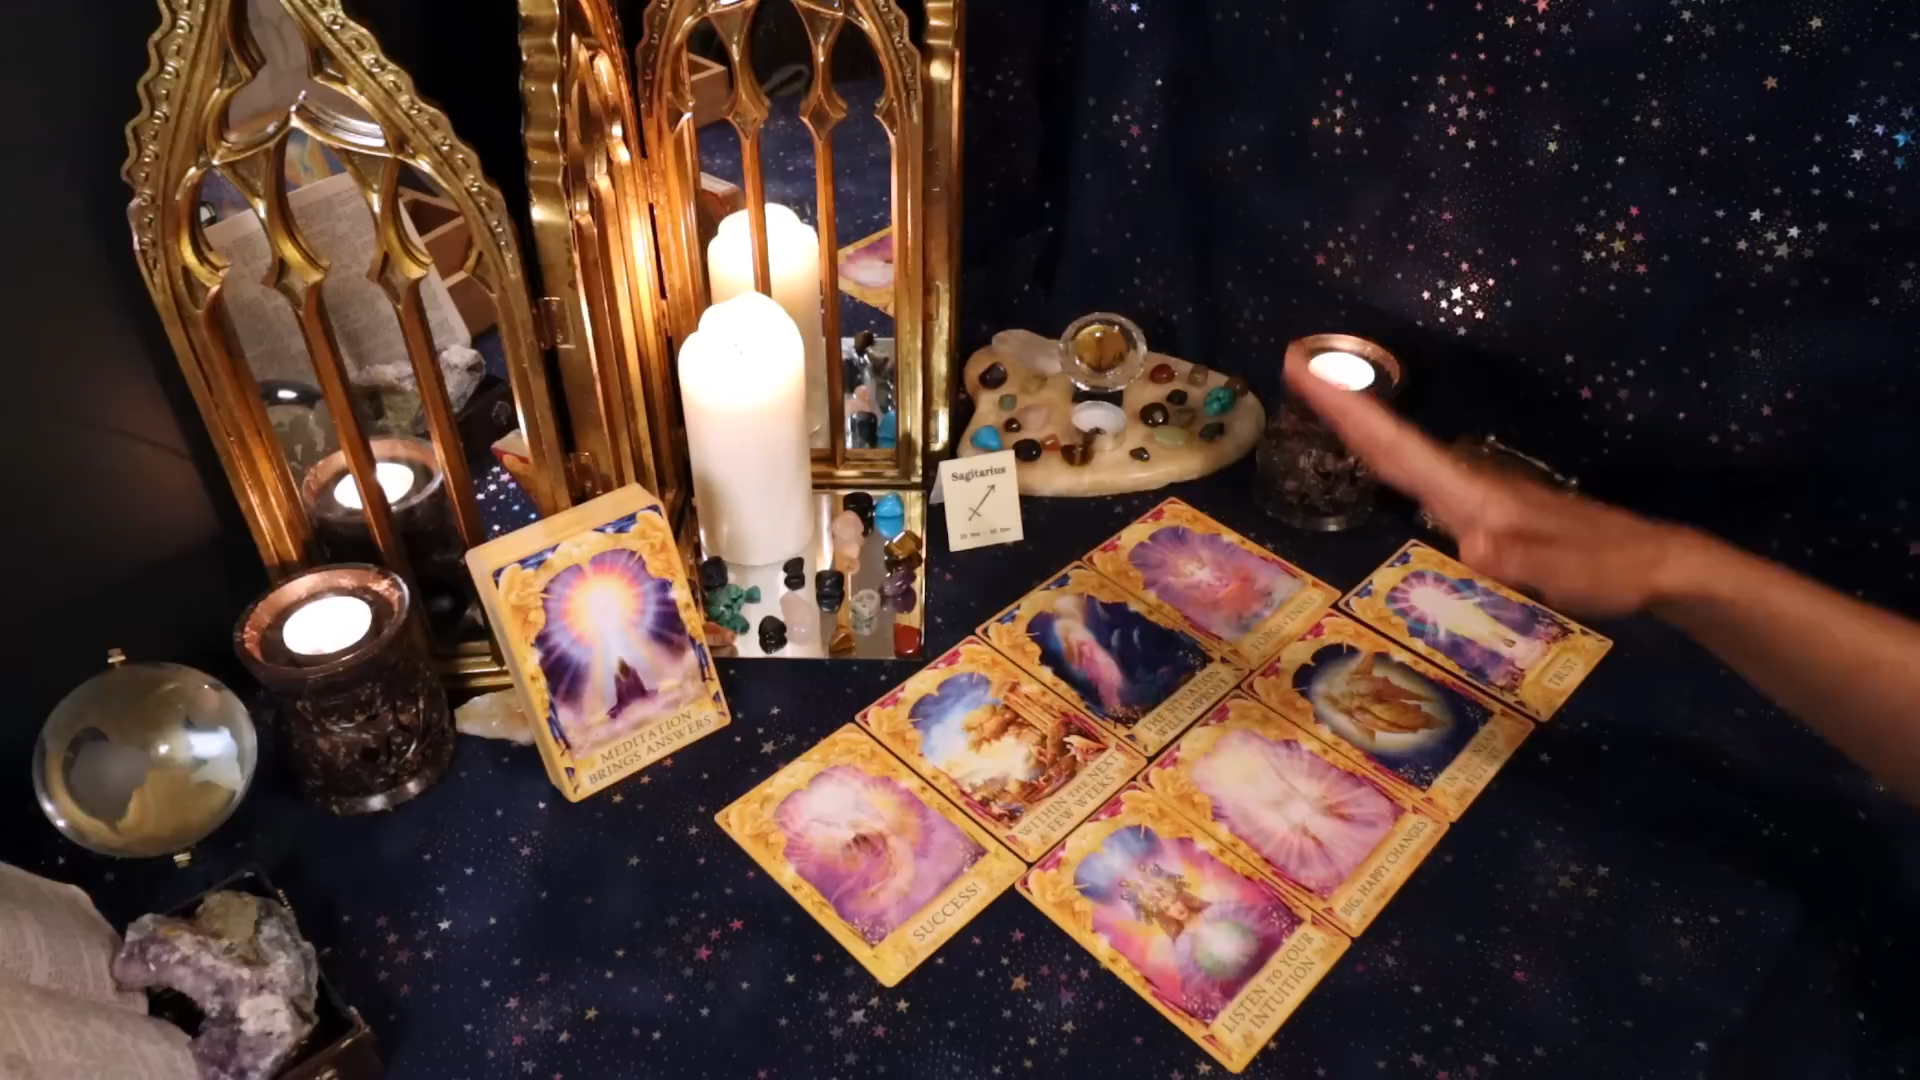 Sagitarius
MEDITATION
BRINGS ANSWERS
FORGIVENESS
TRUST
THE SITUATION
WILL IMPROVE
IN THE NEAR
FUTURE
WITHIN THE NEXT
FEW WEEKS
BIG, HAPPY CHANGES
SUCCESS!
LISTEN TO YOUR
INTUITION